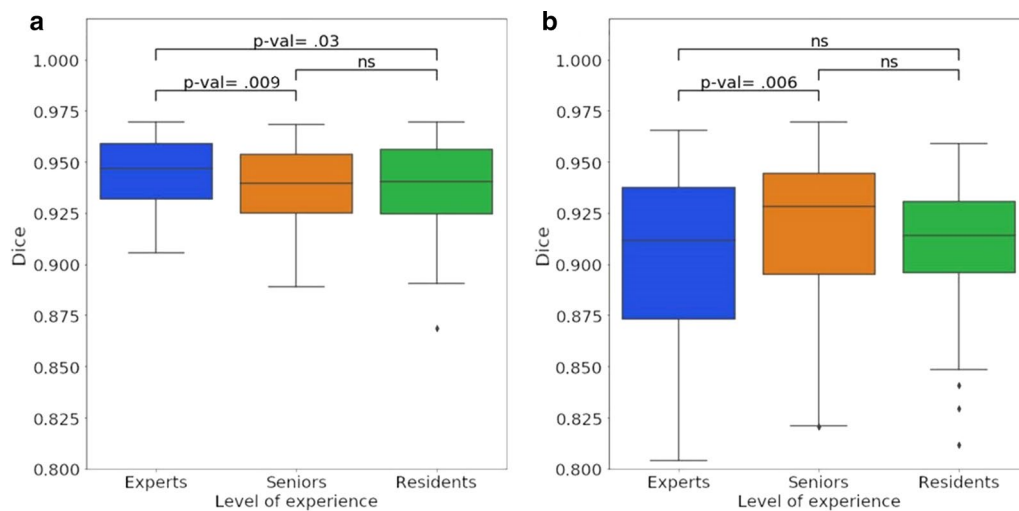 a
p-val= .03
1.000
ns
p-val= .009
0.975
0.950
0.925
Dice
0.900
0.875
0.850
0.825
0.800
Experts Seniors Residents
Level of experience
b
ns
1.000
ns
p-val= .006
0.975
0.950
0.925
Dice
0.900
0.875
0.850
0.825
0.800
Experts Seniors Residents
Level of experience